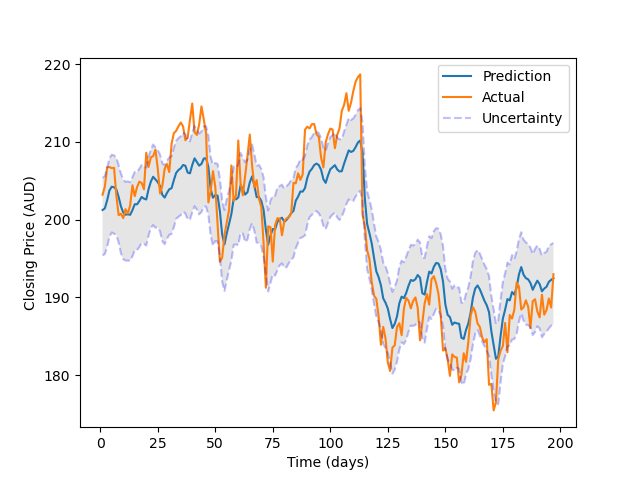 Prediction
Actual
Uncertainty
220
210
200
190
180
Closing Price (AUD)
0 25 50 75 100 125 150 175 200
Time (days)